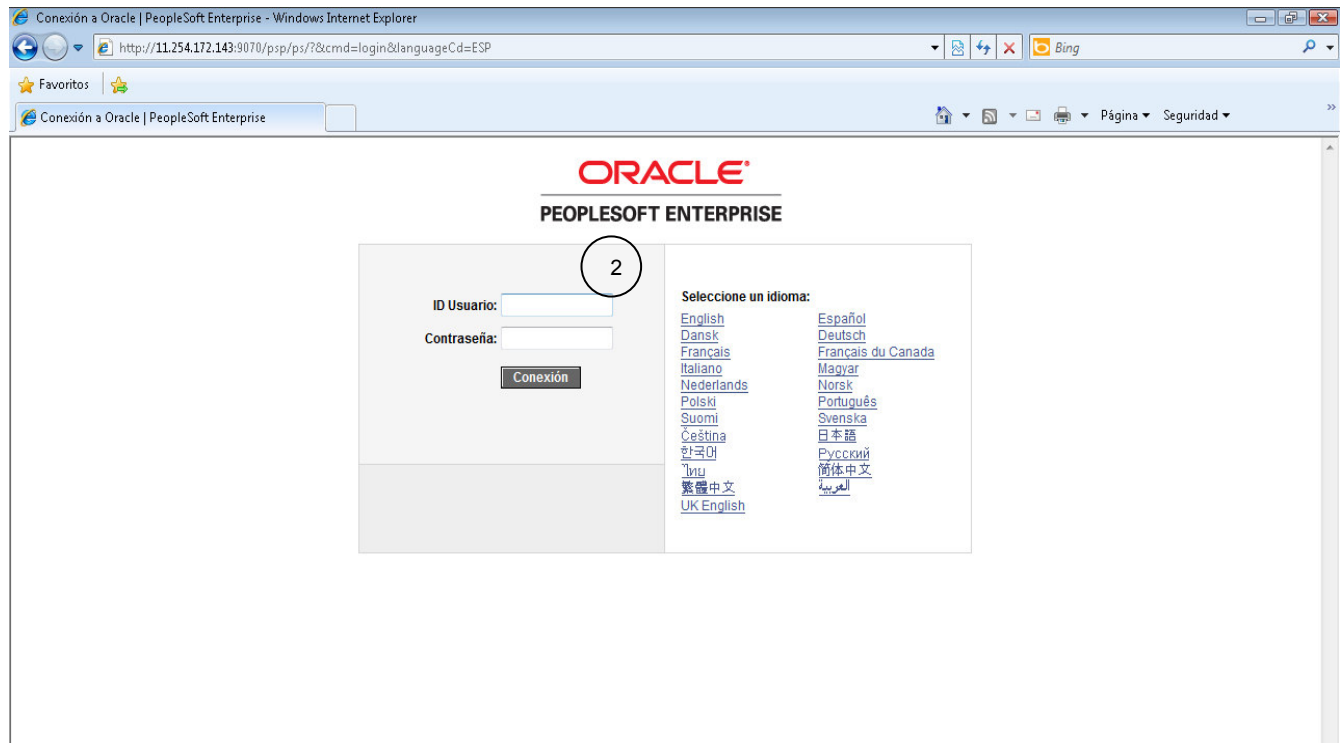 Conexión a Oracle | PeopleSoft Enterprise - Windows Internet Explorer
http://11.254.172.143:9070/psp/ps/?&cmd=login&languageCd=ESP
Bing
Favoritos
Conexión a Oracle | PeopleSoft Enterprise
Página Seguridad
ORACLE
PEOPLESOFT ENTERPRISE
2
ID Usuario:
Contraseña:
Conexión
Seleccione un idioma:
English Español
Dansk Deutsch
Français Français du Canada
Italiano Magyar
Nederlands Norsk
Polski Português
Suomi Svenska
Čeština 日本語
한국어 Русский
ไทย 简体中文
繁體中文 العربية
UK English